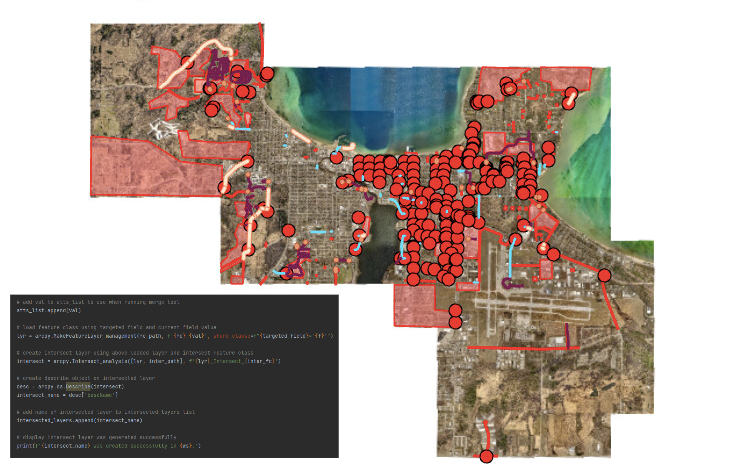 # add val to atts_list to use when running merge tool
atts_list.append(val)
# load feature class using targeted field and current field value
lyr = arcpy.MakeFeatureLayer_management(fc_path, f'{fc}_{val}', where_clause=f"{targeted_field}='{f}'")
# create intersect layer using above loaded layer and intersect feature class
intersect = arcpy.Intersect_analysis([lyr, inter_path], f'{lyr}_Intersect_{inter_fc}')
# create describe object on intersected layer
desc = arcpy.da.Describe(intersect)
intersect_name = desc['baseName']
# add name of intersected layer to intersected layers list
intersected_layers.append(intersect_name)
# display intersect layer was generated successfully
print(f'{intersect_name} was created successfully in {ws}.')